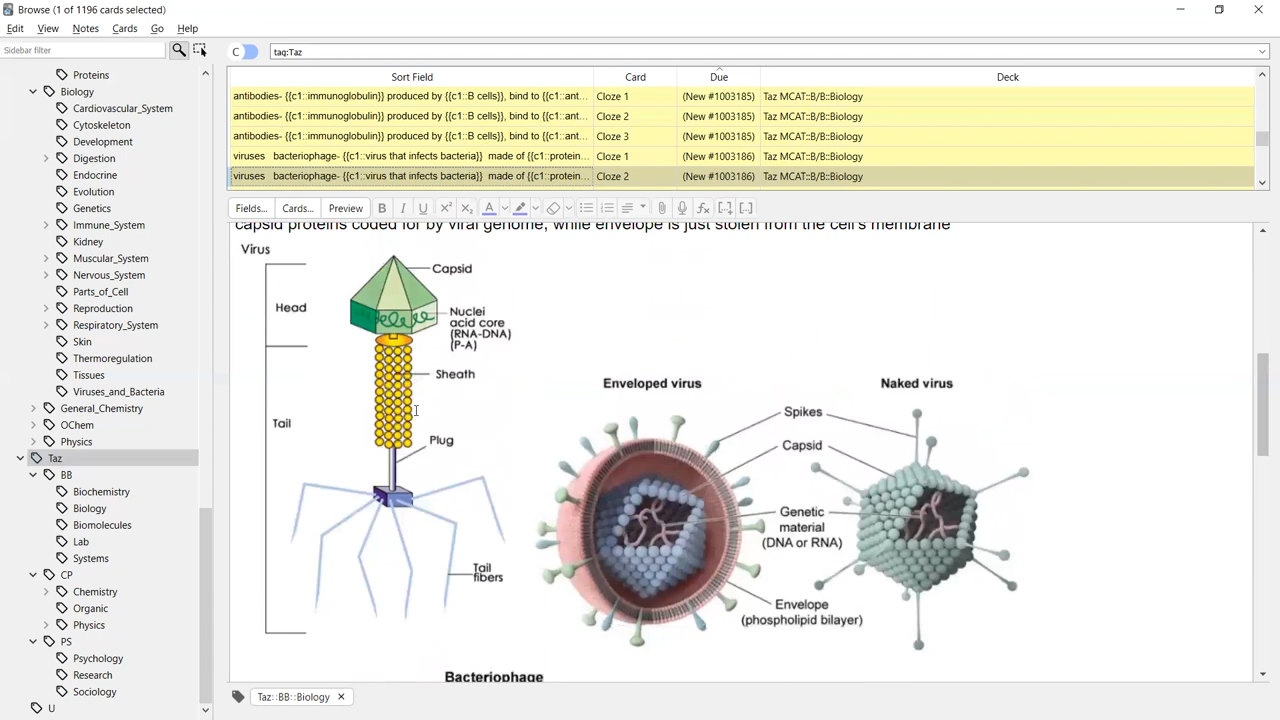 Browse (1 of 1196 cards selected)
Edit View Notes Cards Go Help
Sidebar filter
C
tag:Taz
Proteins
Biology
Cardiovascular_System
Cytoskeleton
Development
Digestion
Endocrine
Evolution
Genetics
Immune_System
Kidney
Muscular_System
Nervous_System
Parts_of_Cell
Reproduction
Respiratory_System
Skin
Thermoregulation
Tissues
Viruses_and_Bacteria
General_Chemistry
OChem
Physics
Taz
BB
Biochemistry
Biology
Biomolecules
Lab
Systems
CP
Chemistry
Organic
Physics
PS
Psychology
Research
Sociology
U
Sort Field Card Due Deck
antibodies- {{c1::immunoglobulin}} produced by {{c1::B cells}}, bind to {{c1::ant... Cloze 1 (New #1003185) Taz MCAT::B/B::Biology
antibodies- {{c1::immunoglobulin}} produced by {{c1::B cells}}, bind to {{c1::ant... Cloze 2 (New #1003185) Taz MCAT::B/B::Biology
antibodies- {{c1::immunoglobulin}} produced by {{c1::B cells}}, bind to {{c1::ant... Cloze 3 (New #1003185) Taz MCAT::B/B::Biology
viruses bacteriophage- {{c1::virus that infects bacteria}} made of {{c1::protein... Cloze 1 (New #1003186) Taz MCAT::B/B::Biology
viruses bacteriophage- {{c1::virus that infects bacteria}} made of {{c1::protein... Cloze 2 (New #1003186) Taz MCAT::B/B::Biology
Fields... Cards... Preview B I U X² X₂ A
capsid proteins coded for by viral genome, while envelope is just stolen from the cell's membrane
Virus
Capsid
Head
Nuclei
acid core
(RNA-DNA)
(P-A)
Sheath
Tail
Plug
Tail
fibers
Enveloped virus
Naked virus
Spikes
Capsid
Genetic
material
(DNA or RNA)
Envelope
(phospholipid bilayer)
Bacteriophage
Taz::BB::Biology